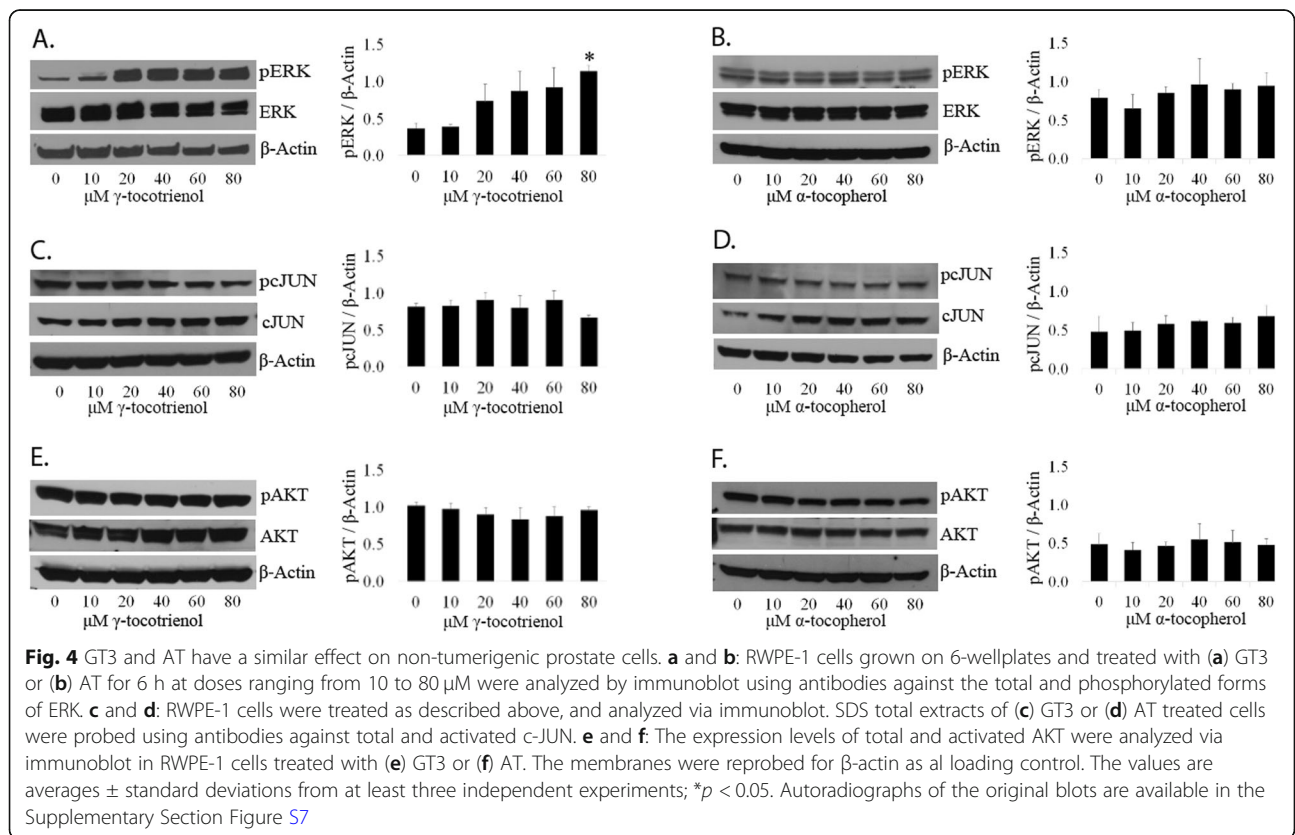 A.
pERK
ERK
β-Actin
0 10 20 40 60 80
μM γ-tocotrienol
pERK / β-Actin
1.5
1.0
0.5
0.0
*
0 10 20 40 60 80
μM γ-tocotrienol
B.
pERK
ERK
β-Actin
0 10 20 40 60 80
μM α-tocopherol
pERK / β-Actin
1.5
1.0
0.5
0.0
0 10 20 40 60 80
μM α-tocopherol
C.
pcJUN
cJUN
β-Actin
0 10 20 40 60 80
μM γ-tocotrienol
pcJUN / β-Actin
1.5
1.0
0.5
0.0
0 10 20 40 60 80
μM γ-tocotrienol
D.
pcJUN
cJUN
β-Actin
0 10 20 40 60 80
μM α-tocopherol
pcJUN / β-Actin
1.5
1.0
0.5
0.0
0 10 20 40 60 80
μM α-tocopherol
E.
pAKT
AKT
β-Actin
0 10 20 40 60 80
μM γ-tocotrienol
pAKT / β-Actin
1.5
1.0
0.5
0.0
0 10 20 40 60 80
μM γ-tocotrienol
F.
pAKT
AKT
β-Actin
0 10 20 40 60 80
μM α-tocopherol
pAKT / β-Actin
1.5
1.0
0.5
0.0
0 10 20 40 60 80
μM α-tocopherol
Fig. 4 GT3 and AT have a similar effect on non-tumerigenic prostate cells. a and b: RWPE-1 cells grown on 6-wellplates and treated with (a) GT3
or (b) AT for 6 h at doses ranging from 10 to 80 μM were analyzed by immunoblot using antibodies against the total and phosphorylated forms
of ERK. c and d: RWPE-1 cells were treated as described above, and analyzed via immunoblot. SDS total extracts of (c) GT3 or (d) AT treated cells
were probed using antibodies against total and activated c-JUN. e and f: The expression levels of total and activated AKT were analyzed via
immunoblot in RWPE-1 cells treated with (e) GT3 or (f) AT. The membranes were reprobed for β-actin as al loading control. The values are
averages ± standard deviations from at least three independent experiments; *p < 0.05. Autoradiographs of the original blots are available in the
Supplementary Section Figure S7